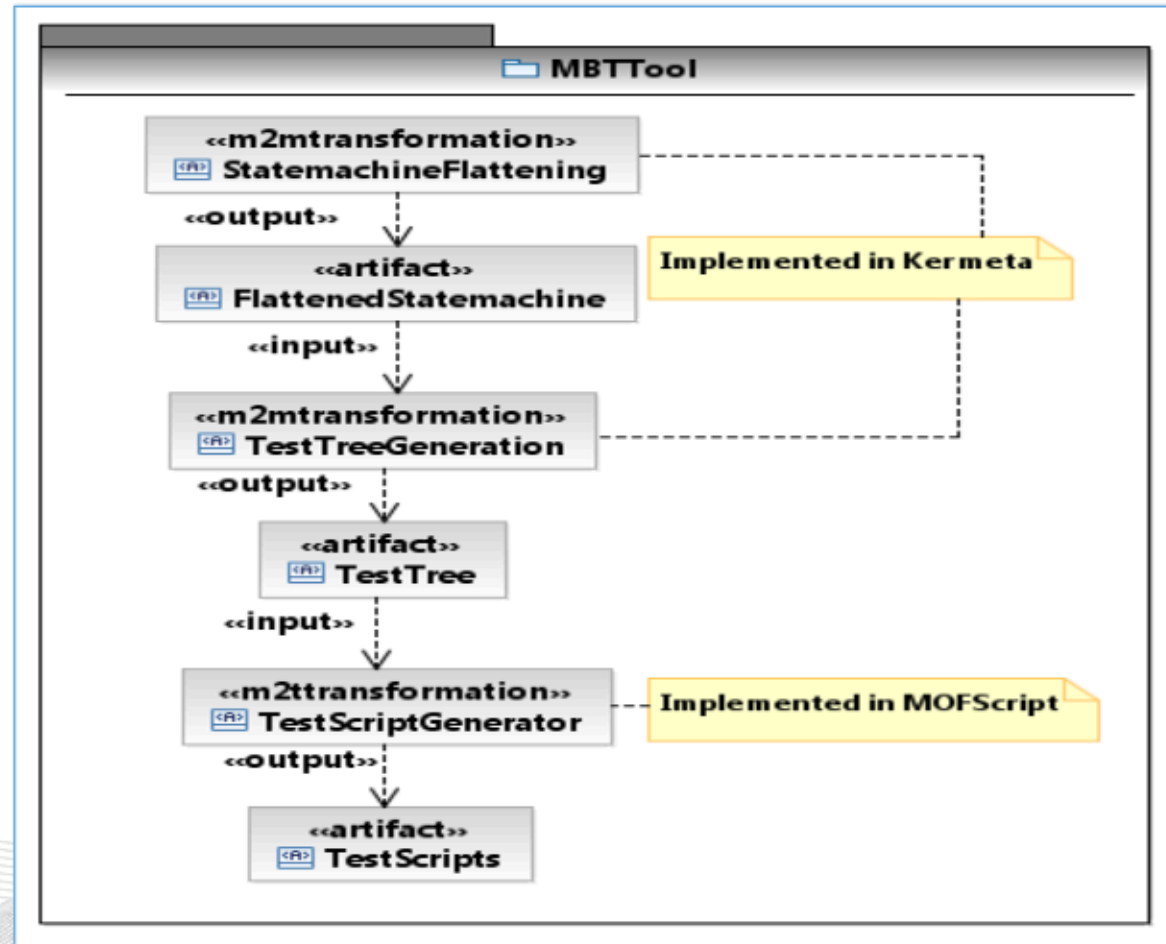 MBTTool
«m2mtransformation»
StatemachineFlattening
«output»
«artifact»
FlattenedStatemachine
Implemented in Kermeta
«input»
«m2mtransformation»
TestTreeGeneration
«output»
«artifact»
TestTree
«input»
«m2ttransformation»
TestScriptGenerator
Implemented in MOFScript
«output»
«artifact»
TestScripts